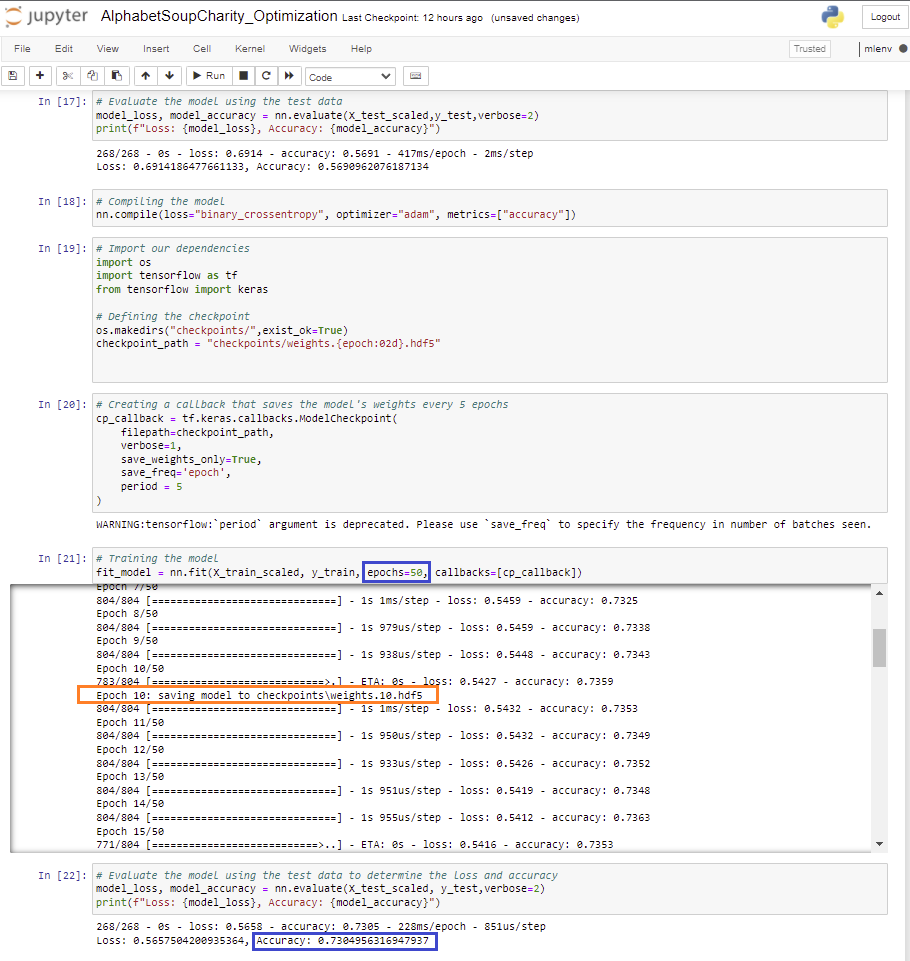 jupyter AlphabetSoupCharity_Optimization Last Checkpoint: 12 hours ago (unsaved changes) Logout
File Edit View Insert Cell Kernel Widgets Help Trusted mlenv
Run Code
In [17]: # Evaluate the model using the test data
model_loss, model_accuracy = nn.evaluate(X_test_scaled,y_test,verbose=2)
print(f"Loss: {model_loss}, Accuracy: {model_accuracy}")
268/268 - 0s - loss: 0.6914 - accuracy: 0.5691 - 417ms/epoch - 2ms/step
Loss: 0.6914186477661133, Accuracy: 0.5690962076187134
In [18]: # Compiling the model
nn.compile(loss="binary_crossentropy", optimizer="adam", metrics=["accuracy"])
In [19]: # Import our dependencies
import os
import tensorflow as tf
from tensorflow import keras
# Defining the checkpoint
os.makedirs("checkpoints/",exist_ok=True)
checkpoint_path = "checkpoints/weights.{epoch:02d}.hdf5"
In [20]: # Creating a callback that saves the model's weights every 5 epochs
cp_callback = tf.keras.callbacks.ModelCheckpoint(
filepath=checkpoint_path,
verbose=1,
save_weights_only=True,
save_freq='epoch',
period = 5
)
WARNING:tensorflow:`period` argument is deprecated. Please use `save_freq` to specify the frequency in number of batches seen.
In [21]: # Training the model
fit_model = nn.fit(X_train_scaled, y_train, epochs=50, callbacks=[cp_callback])
Epoch 7/50
804/804 [==============================] - 1s 1ms/step - loss: 0.5459 - accuracy: 0.7325
Epoch 8/50
804/804 [==============================] - 1s 979us/step - loss: 0.5459 - accuracy: 0.7338
Epoch 9/50
804/804 [==============================] - 1s 938us/step - loss: 0.5448 - accuracy: 0.7343
Epoch 10/50
783/804 [============================>.] - ETA: 0s - loss: 0.5427 - accuracy: 0.7359
Epoch 10: saving model to checkpoints\weights.10.hdf5
804/804 [==============================] - 1s 1ms/step - loss: 0.5432 - accuracy: 0.7353
Epoch 11/50
804/804 [==============================] - 1s 950us/step - loss: 0.5432 - accuracy: 0.7349
Epoch 12/50
804/804 [==============================] - 1s 933us/step - loss: 0.5426 - accuracy: 0.7352
Epoch 13/50
804/804 [==============================] - 1s 951us/step - loss: 0.5419 - accuracy: 0.7348
Epoch 14/50
804/804 [==============================] - 1s 955us/step - loss: 0.5412 - accuracy: 0.7363
Epoch 15/50
771/804 [===========================>..] - ETA: 0s - loss: 0.5416 - accuracy: 0.7353
In [22]: # Evaluate the model using the test data to determine the loss and accuracy
model_loss, model_accuracy = nn.evaluate(X_test_scaled, y_test,verbose=2)
print(f"Loss: {model_loss}, Accuracy: {model_accuracy}")
268/268 - 0s - loss: 0.5658 - accuracy: 0.7305 - 228ms/epoch - 851us/step
Loss: 0.5657504200935364, Accuracy: 0.7304956316947937